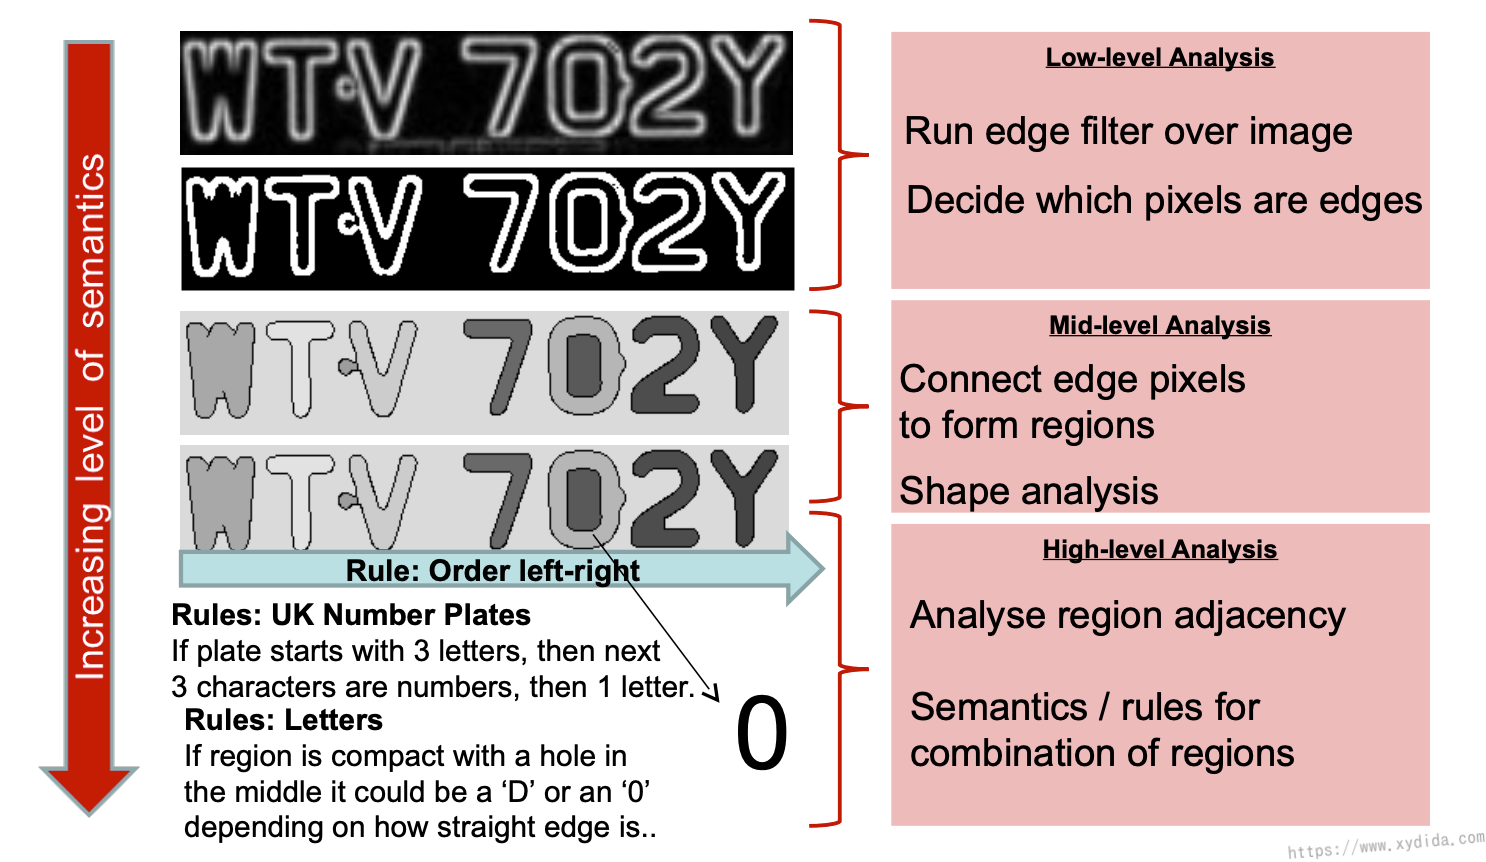 Increasing level of semantics
WTV 702Y
WTV 702Y
WTV 702Y
WTV 702Y
Rule: Order left-right
Rules: UK Number Plates
If plate starts with 3 letters, then next
3 characters are numbers, then 1 letter.
Rules: Letters
If region is compact with a hole in
the middle it could be a ‘D’ or an ‘0’
depending on how straight edge is..
0
Low-level Analysis
Run edge filter over image
Decide which pixels are edges
Mid-level Analysis
Connect edge pixels
to form regions
Shape analysis
High-level Analysis
Analyse region adjacency
Semantics / rules for
combination of regions
https://www.xydida.com